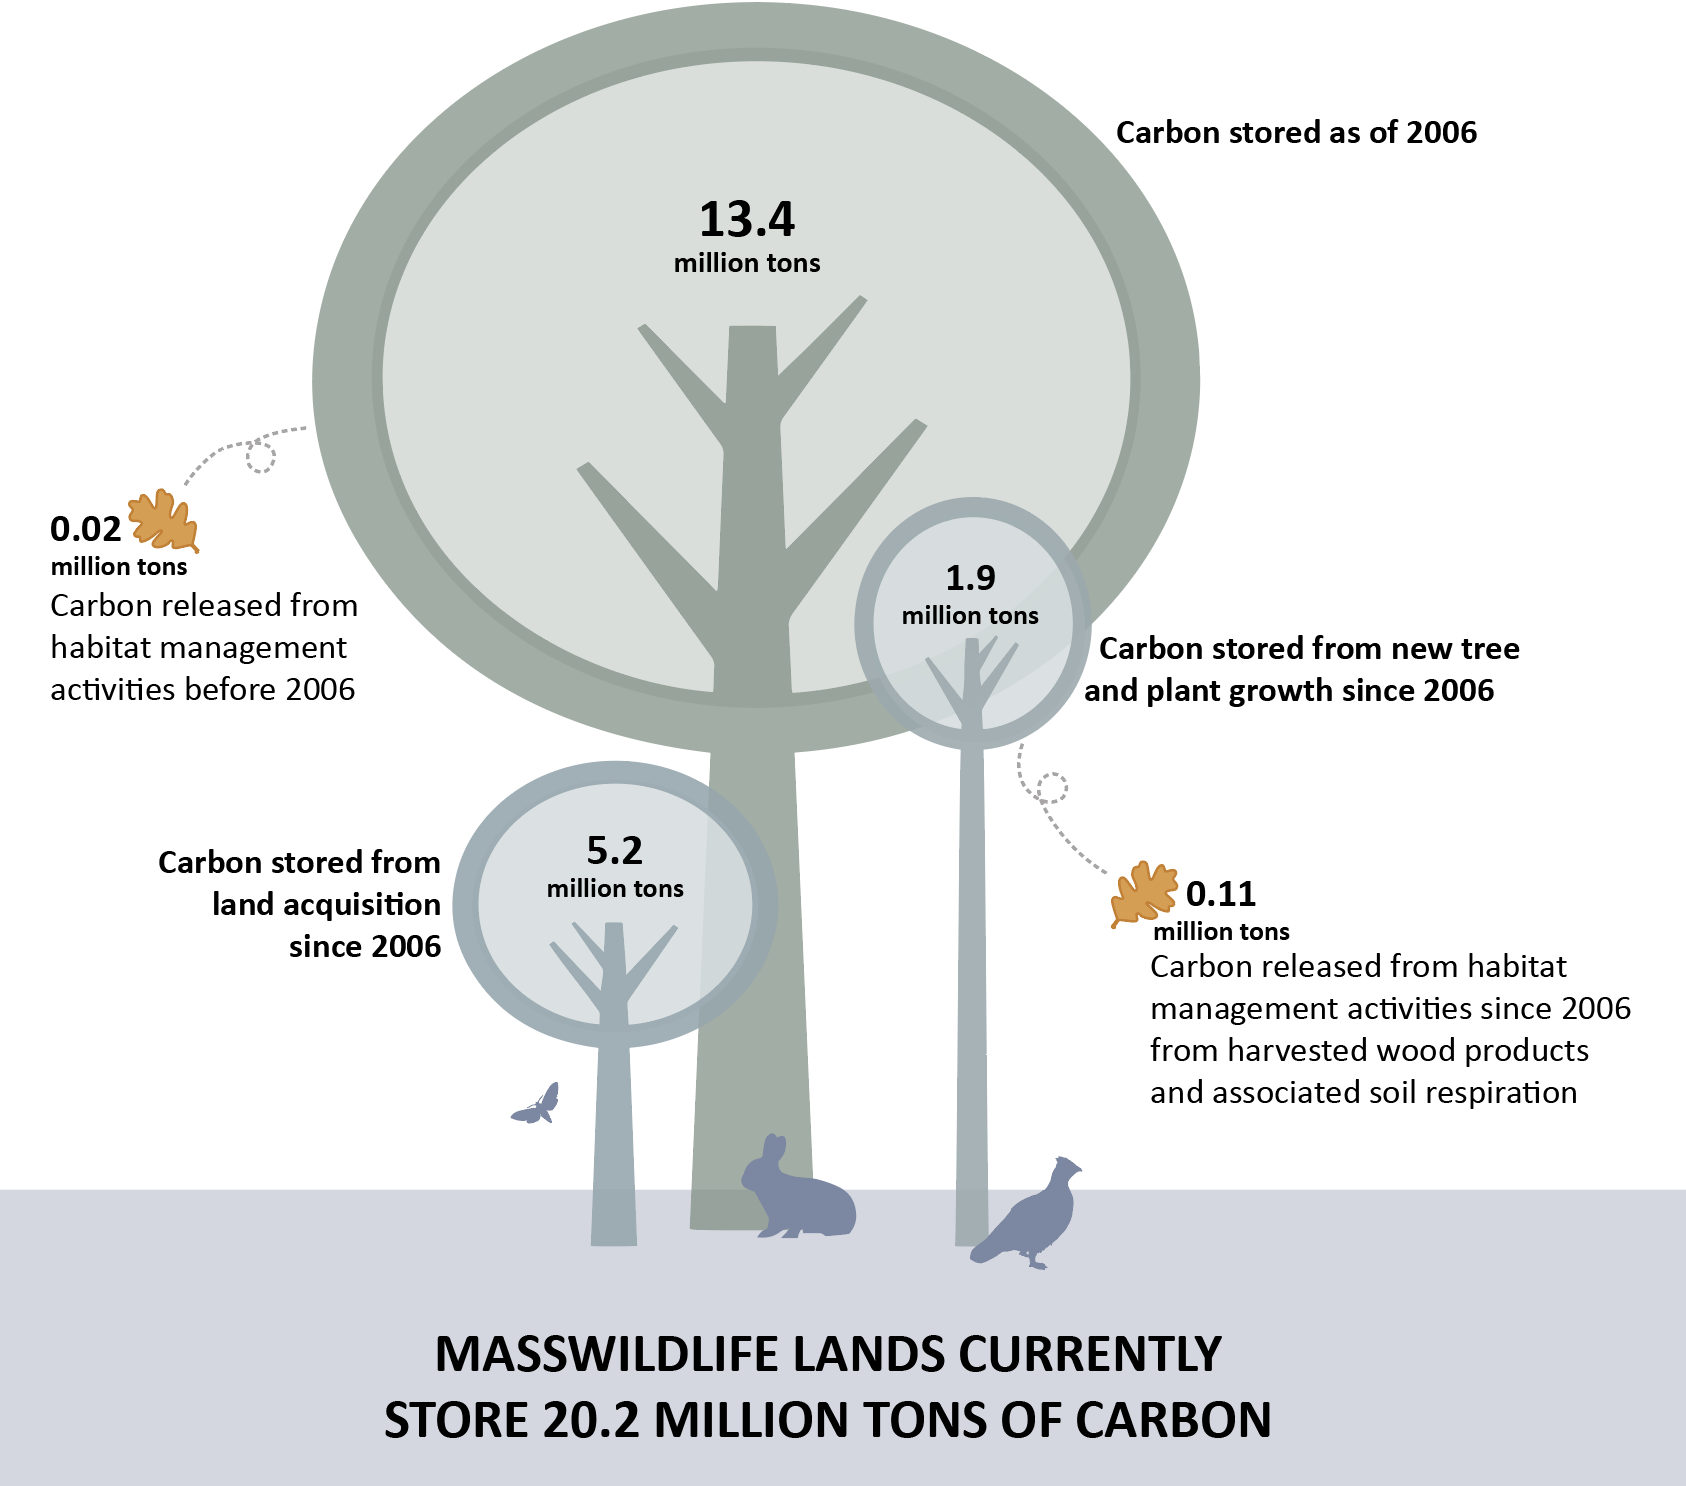 Carbon stored as of 2006
13.4
million tons
0.02
million tons
Carbon released from
habitat management
activities before 2006
1.9
million tons
Carbon stored from new tree
and plant growth since 2006
5.2
million tons
Carbon stored from
land acquisition
since 2006
0.11
million tons
Carbon released from habitat
management activities since 2006
from harvested wood products
and associated soil respiration
MASSWILDLIFE LANDS CURRENTLY
STORE 20.2 MILLION TONS OF CARBON